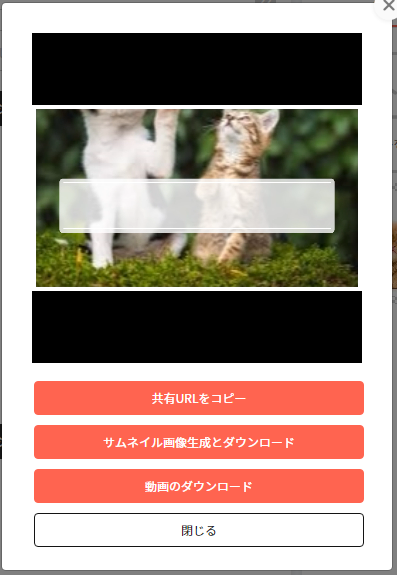 共有URLをコピー
サムネイル画像生成とダウンロード
動画のダウンロード
閉じる